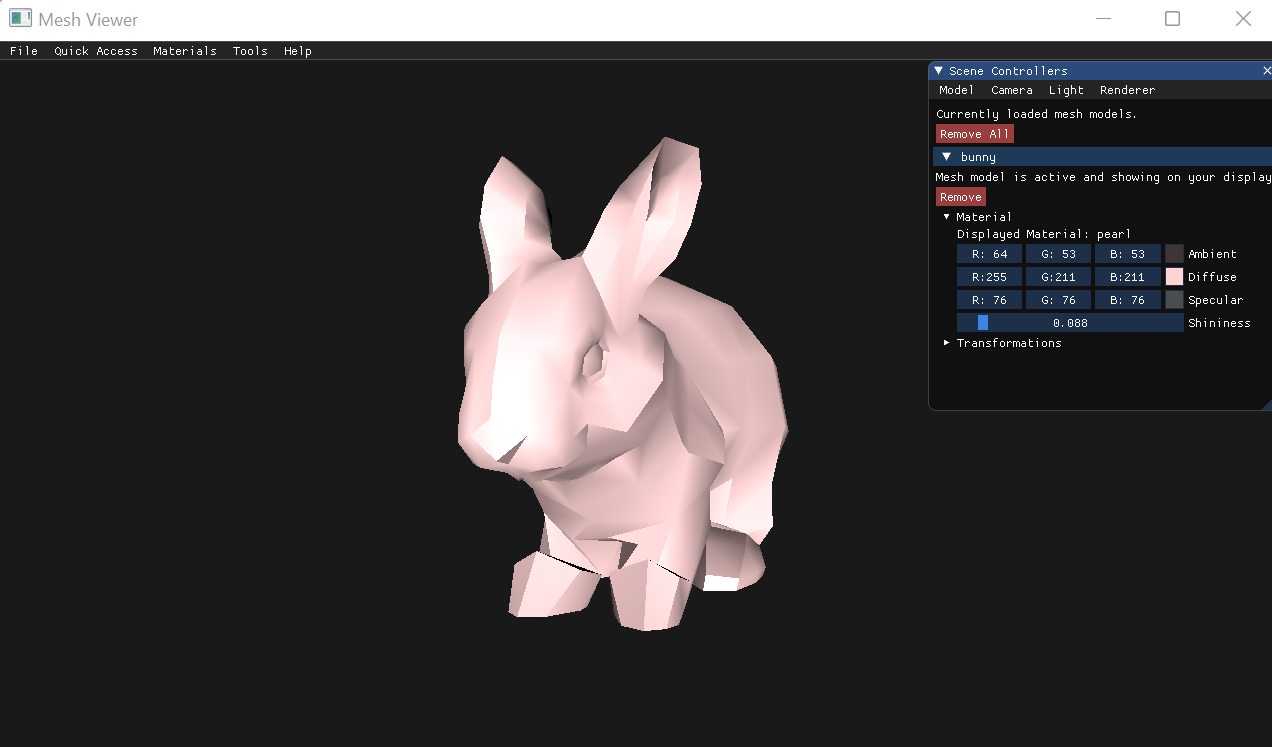 Mesh Viewer
File Quick Access Materials Tools Help
Scene Controllers
Model Camera Light Renderer
Currently loaded mesh models.
Remove All
bunny
Mesh model is active and showing on your display
Remove
Material
Displayed Material: pearl
R: 64 G: 53 B: 53 Ambient
R:255 G:211 B:211 Diffuse
R: 76 G: 76 B: 76 Specular
0.088 Shininess
Transformations